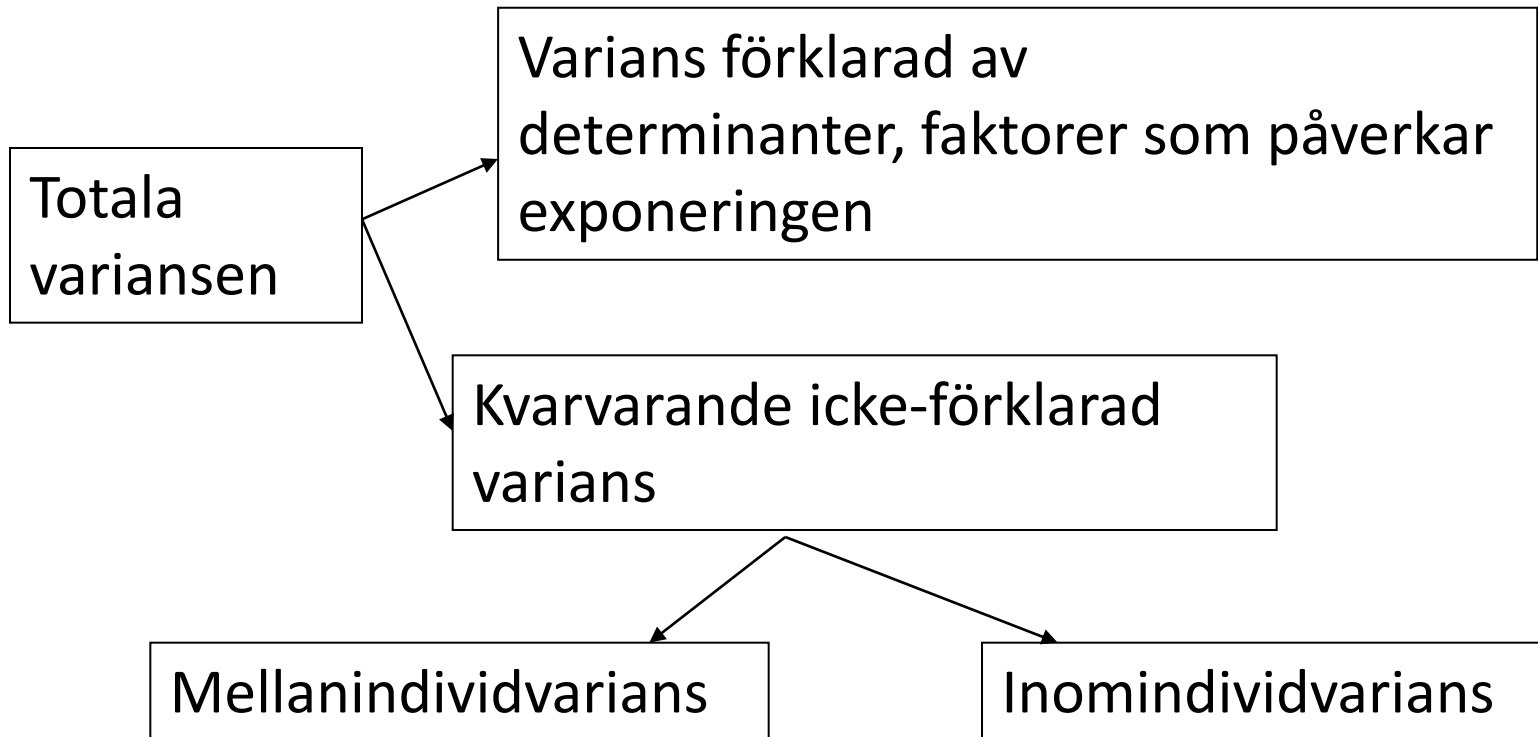 Varians förklarad av
determinanter, faktorer som påverkar
exponeringen
Totala
variansen
Kvarvarande icke-förklarad
varians
Mellanindividvarians
Inomindividvarians